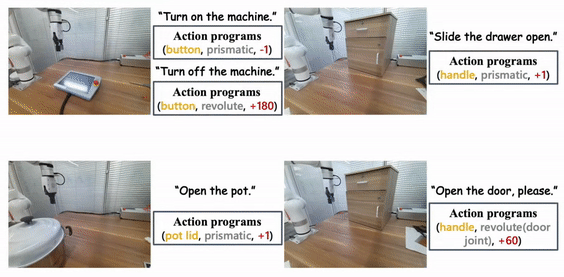 "Turn on the machine."
Action programs
(button, prismatic, -1)
"Turn off the machine."
Action programs
(button, revolute, +180)
"Slide the drawer open."
Action programs
(handle, prismatic, +1)
"Open the pot."
Action programs
(pot lid, prismatic, +1)
"Open the door, please."
Action programs
(handle, revolute(door
joint), +60)